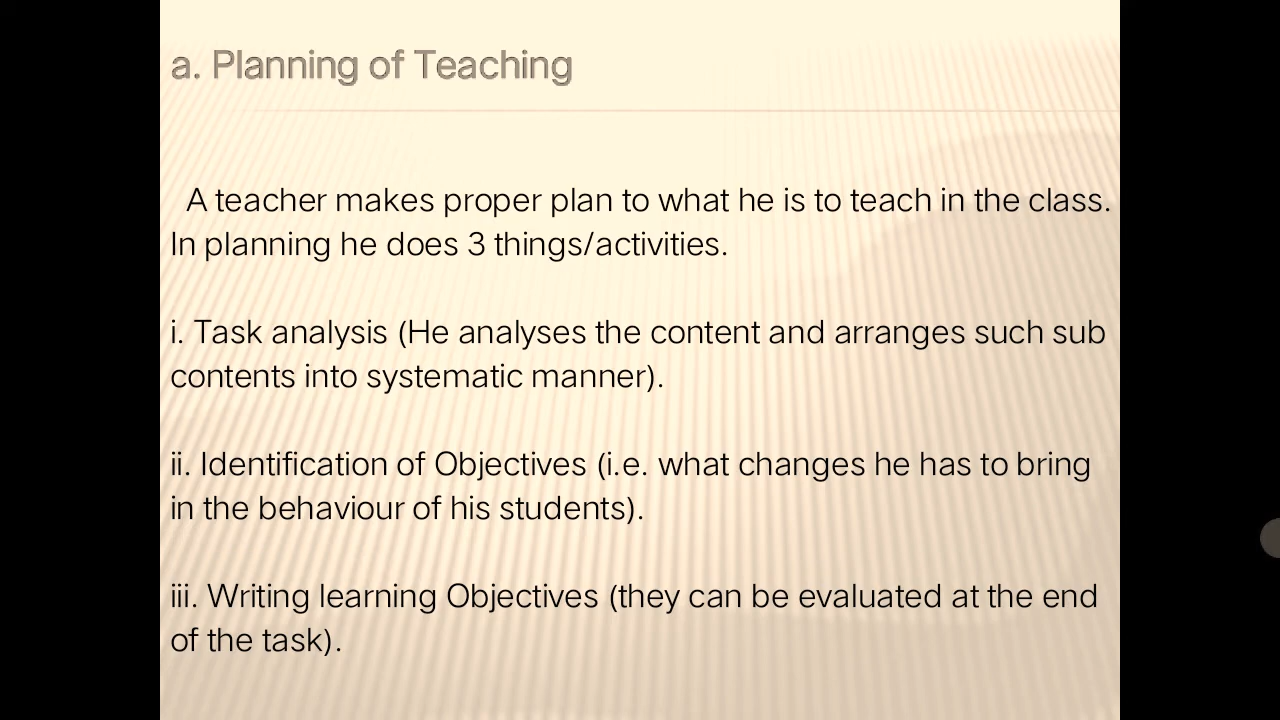 a. Planning of Teaching
A teacher makes proper plan to what he is to teach in the class.
In planning he does 3 things/activities.
i. Task analysis (He analyses the content and arranges such sub
contents into systematic manner).
ii. Identification of Objectives (i.e. what changes he has to bring
in the behaviour of his students).
iii. Writing learning Objectives (they can be evaluated at the end
of the task).